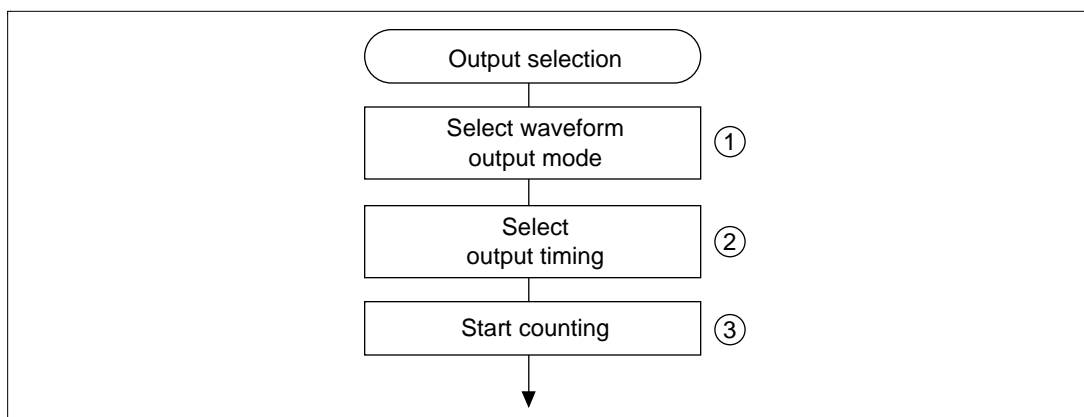 Output selection
Select waveform
output mode
①
Select
output timing
②
Start counting
③